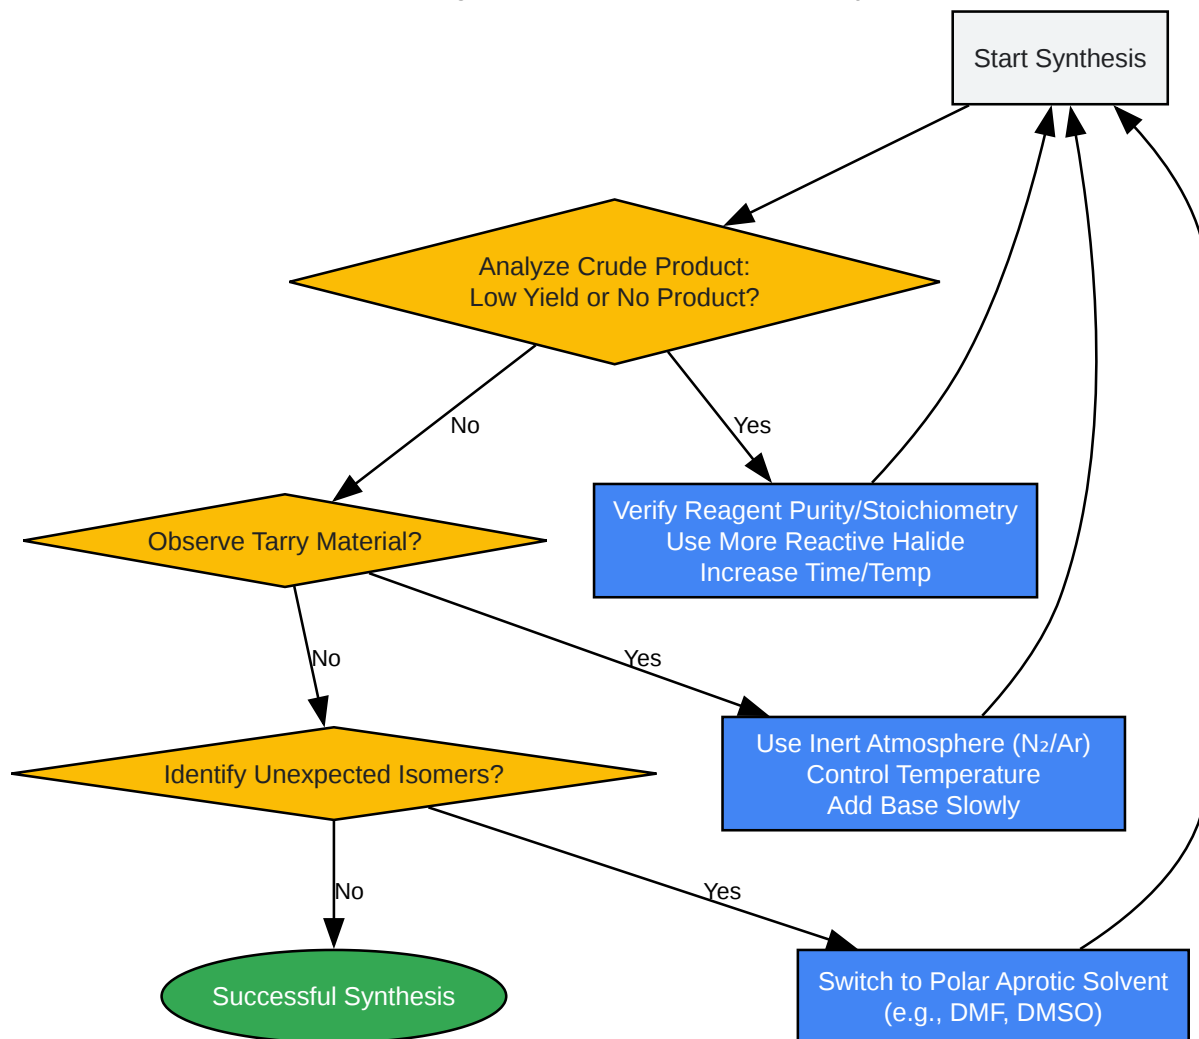 Start Synthesis
Analyze Crude Product:
Low Yield or No Product?
No
Yes
Verify Reagent Purity/Stoichiometry
Use More Reactive Halide
Increase Time/Temp
Observe Tarry Material?
No
Yes
Use Inert Atmosphere (N₂/Ar)
Control Temperature
Add Base Slowly
Identify Unexpected Isomers?
No
Yes
Successful Synthesis
Switch to Polar Aprotic Solvent
(e.g., DMF, DMSO)